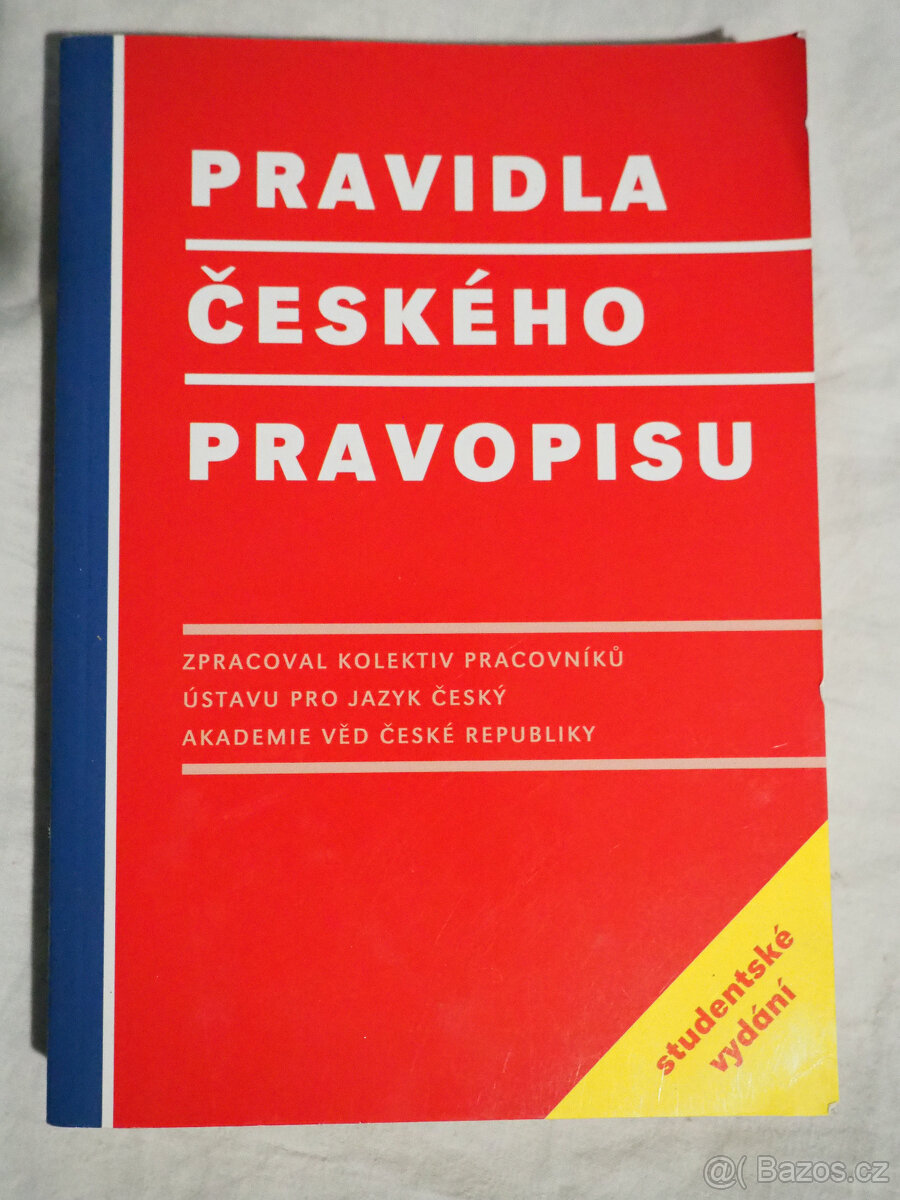 PRAVIDLA
ČESKÉHO
PRAVOPISU
ZPRACOVAL KOLEKTIV PRACOVNÍKŮ
ÚSTAVU PRO JAZYK ČESKÝ
AKADEMIE VĚD ČESKÉ REPUBLIKY
studentské
vydání
@( Bazos.cz